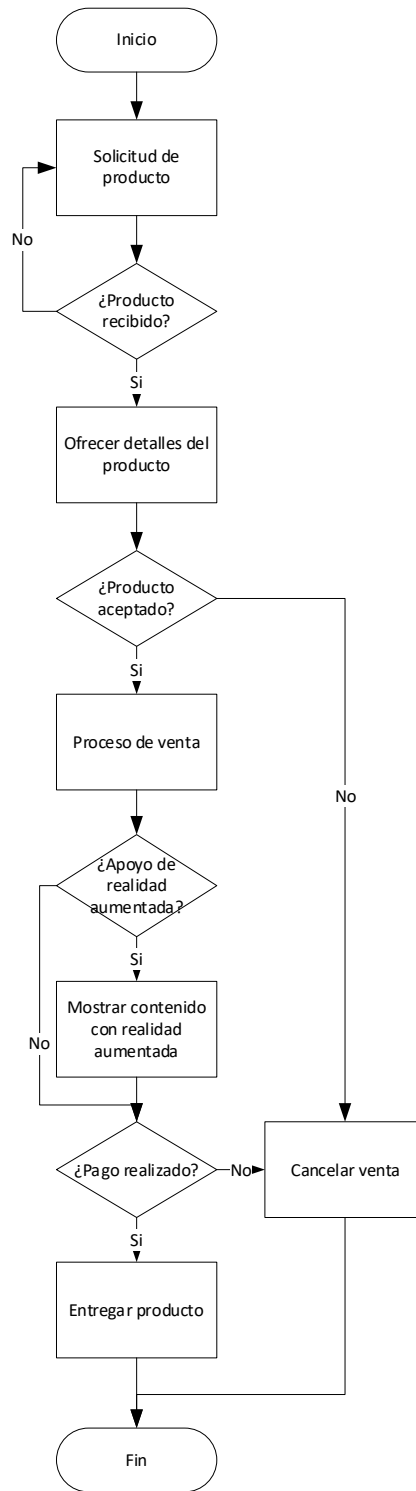 Inicio
Solicitud de
producto
No
¿Producto
recibido?
Si
Ofrecer detalles del
producto
¿Producto
aceptado?
Si
Proceso de venta
No
¿Apoyo de
realidad
aumentada?
Si
Mostrar contenido
con realidad
aumentada
No
¿Pago realizado?
No
Cancelar venta
Si
Entregar producto
Fin